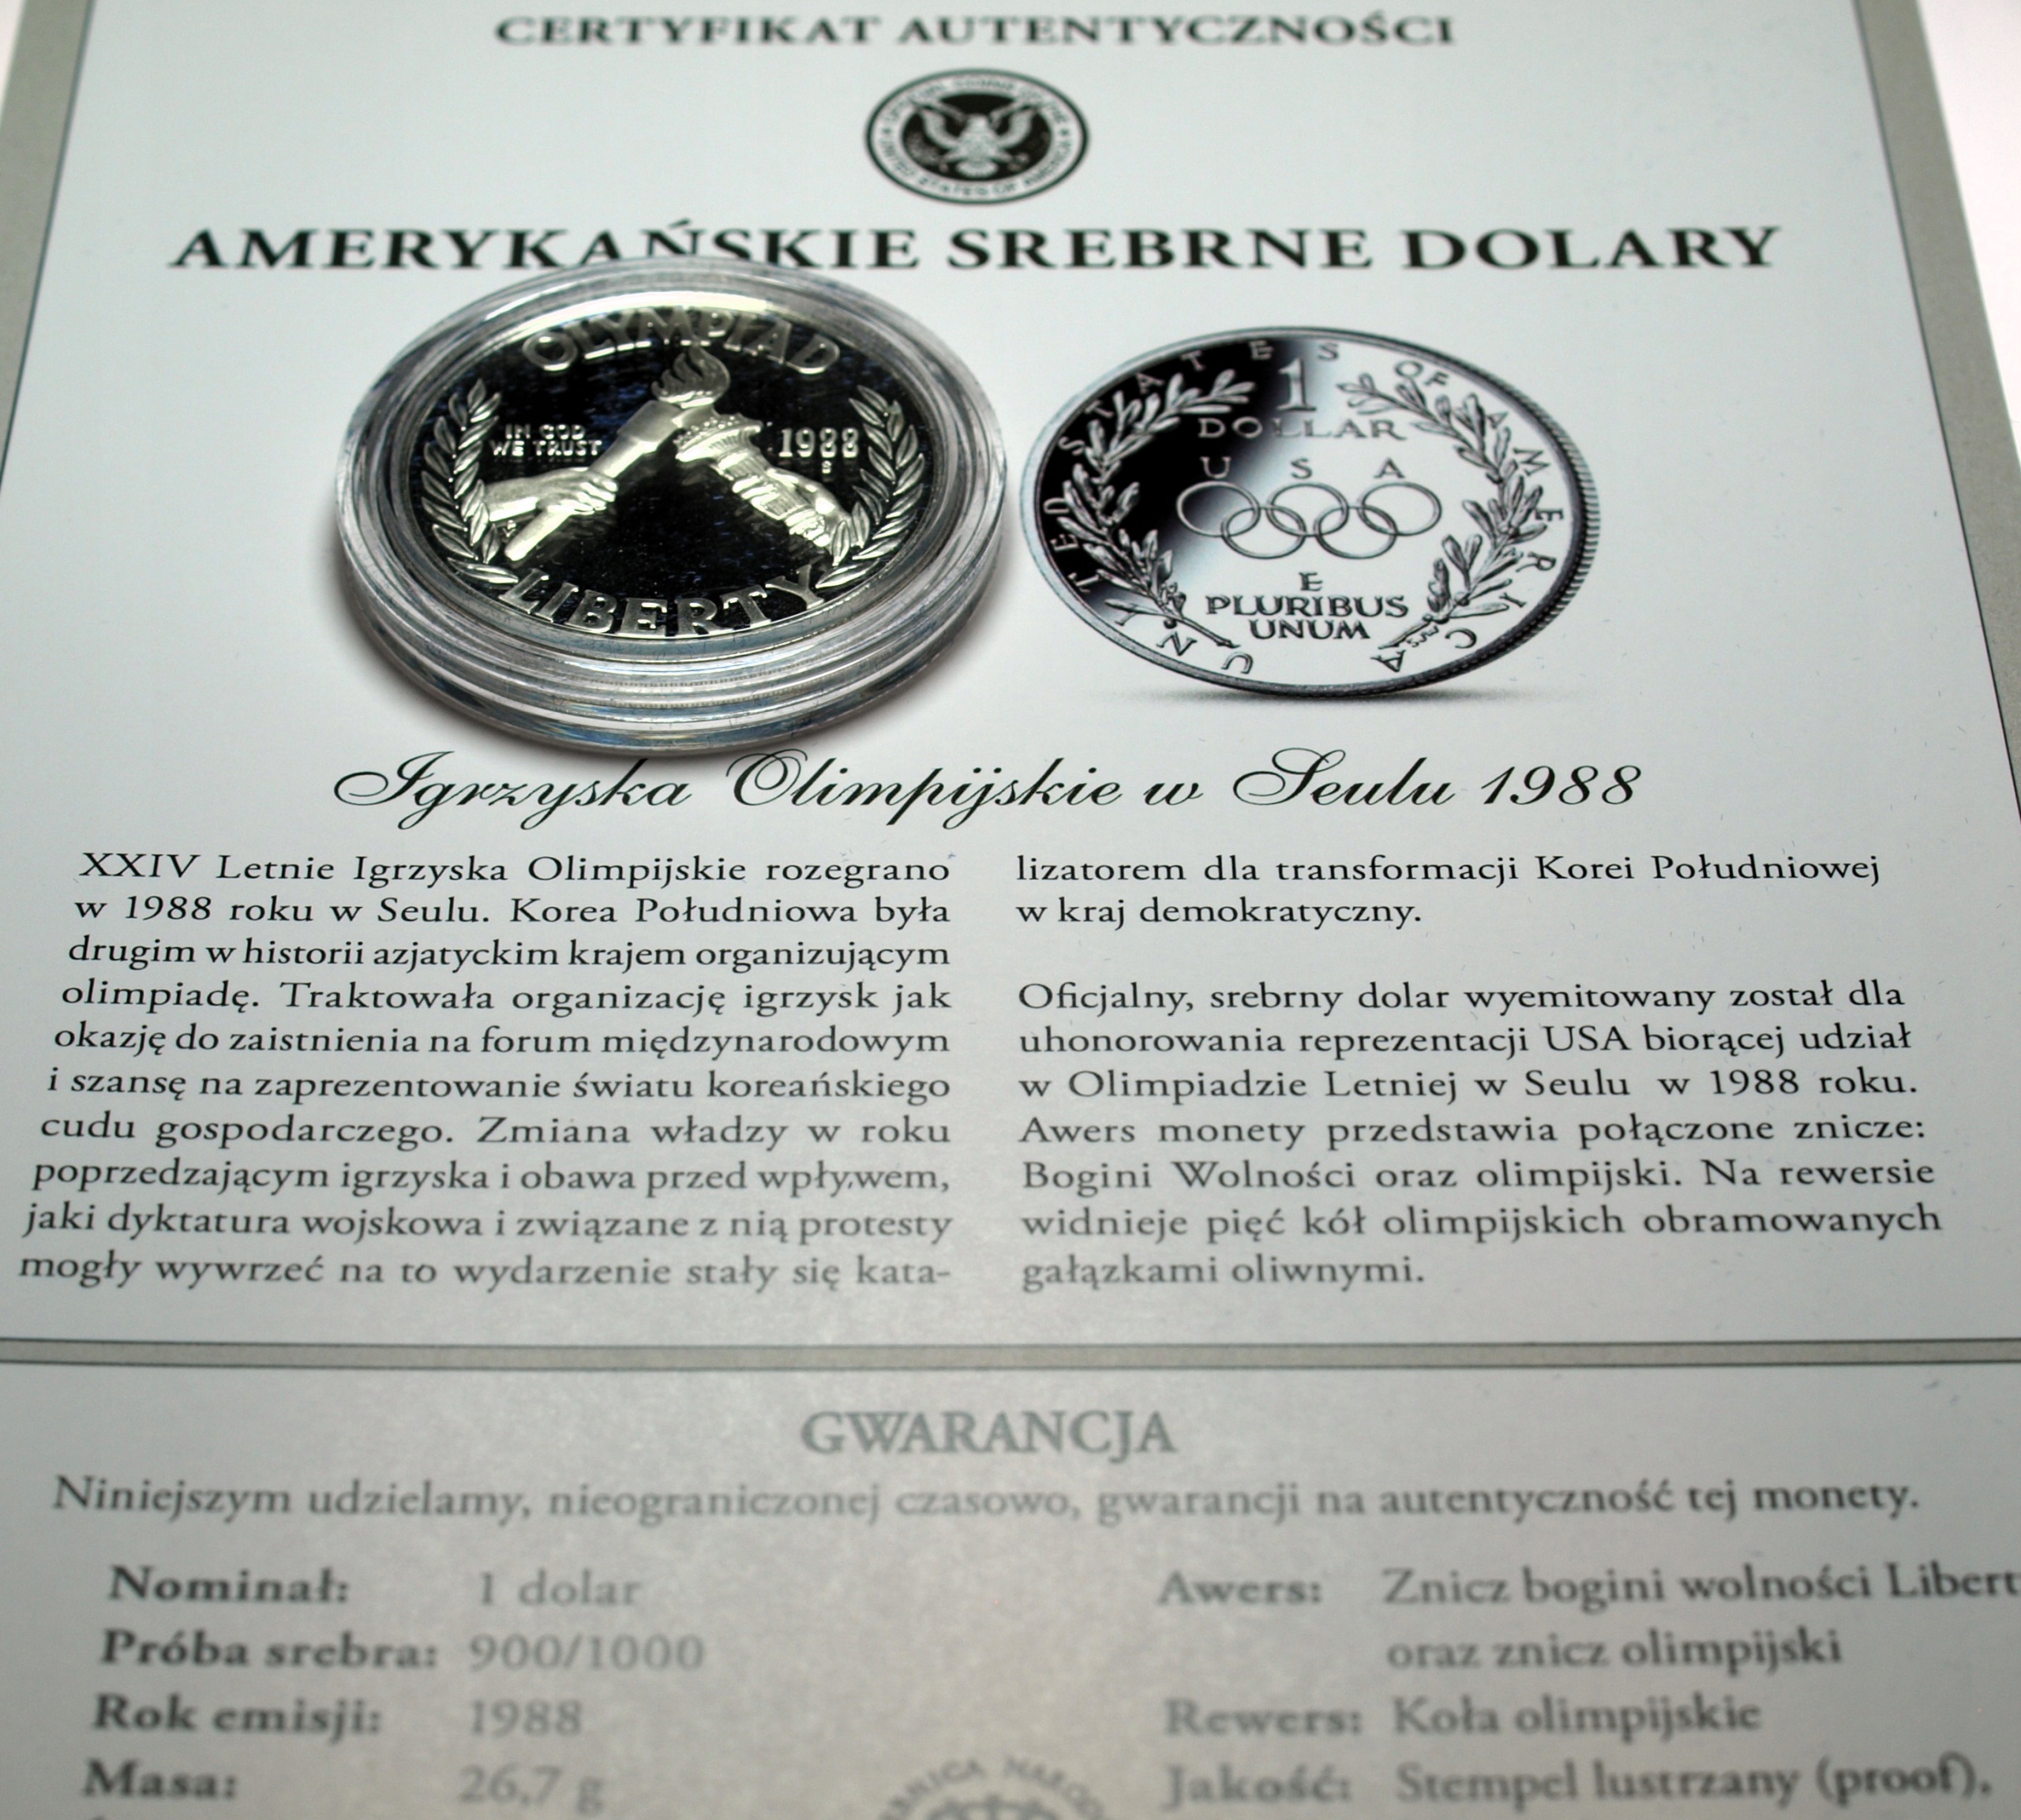 CERTYFIKAT AUTENTYCZNOŚCI
UNITED STATES OF AMERICA
AMERYKAŃSKIE SREBRNE DOLARY
OLYMPIAD
IN GOD
WE TRUST
1988
LIBERTY
UNITED STATES OF AMERICA
1
DOLLAR
U S A
E
PLURIBUS
UNUM
Igrzyska Olimpijskie w Seulu 1988
XXIV Letnie Igrzyska Olimpijskie rozegrano
w 1988 roku w Seulu. Korea Południowa była
drugim w historii azjatyckim krajem organizującym
olimpiadę. Traktowała organizację igrzysk jak
okazję do zaistnienia na forum międzynarodowym
i szansę na zaprezentowanie światu koreańskiego
cudu gospodarczego. Zmiana władzy w roku
poprzedzającym igrzyska i obawa przed wpływem,
jaki dyktatura wojskowa i związane z nią protesty
mogły wywrzeć na to wydarzenie stały się kata-
lizatorem dla transformacji Korei Południowej
w kraj demokratyczny.
Oficjalny, srebrny dolar wyemitowany został dla
uhonorowania reprezentacji USA biorącej udział
w Olimpiadzie Letniej w Seulu w 1988 roku.
Awers monety przedstawia połączone znicze:
Bogini Wolności oraz olimpijski. Na rewersie
widnieje pięć kół olimpijskich obramowanych
gałązkami oliwnymi.
GWARANCJA
Niniejszym udzielamy, nieograniczonej czasowo, gwarancji na autentyczność tej monety.
Nominał: 1 dolar
Próba srebra: 900/1000
Rok emisji: 1988
Masa: 26,7 g
Awers: Znicz bogini wolności Libert
oraz znicz olimpijski
Rewers: Koła olimpijskie
Jakość: Stempel lustrzany (proof).